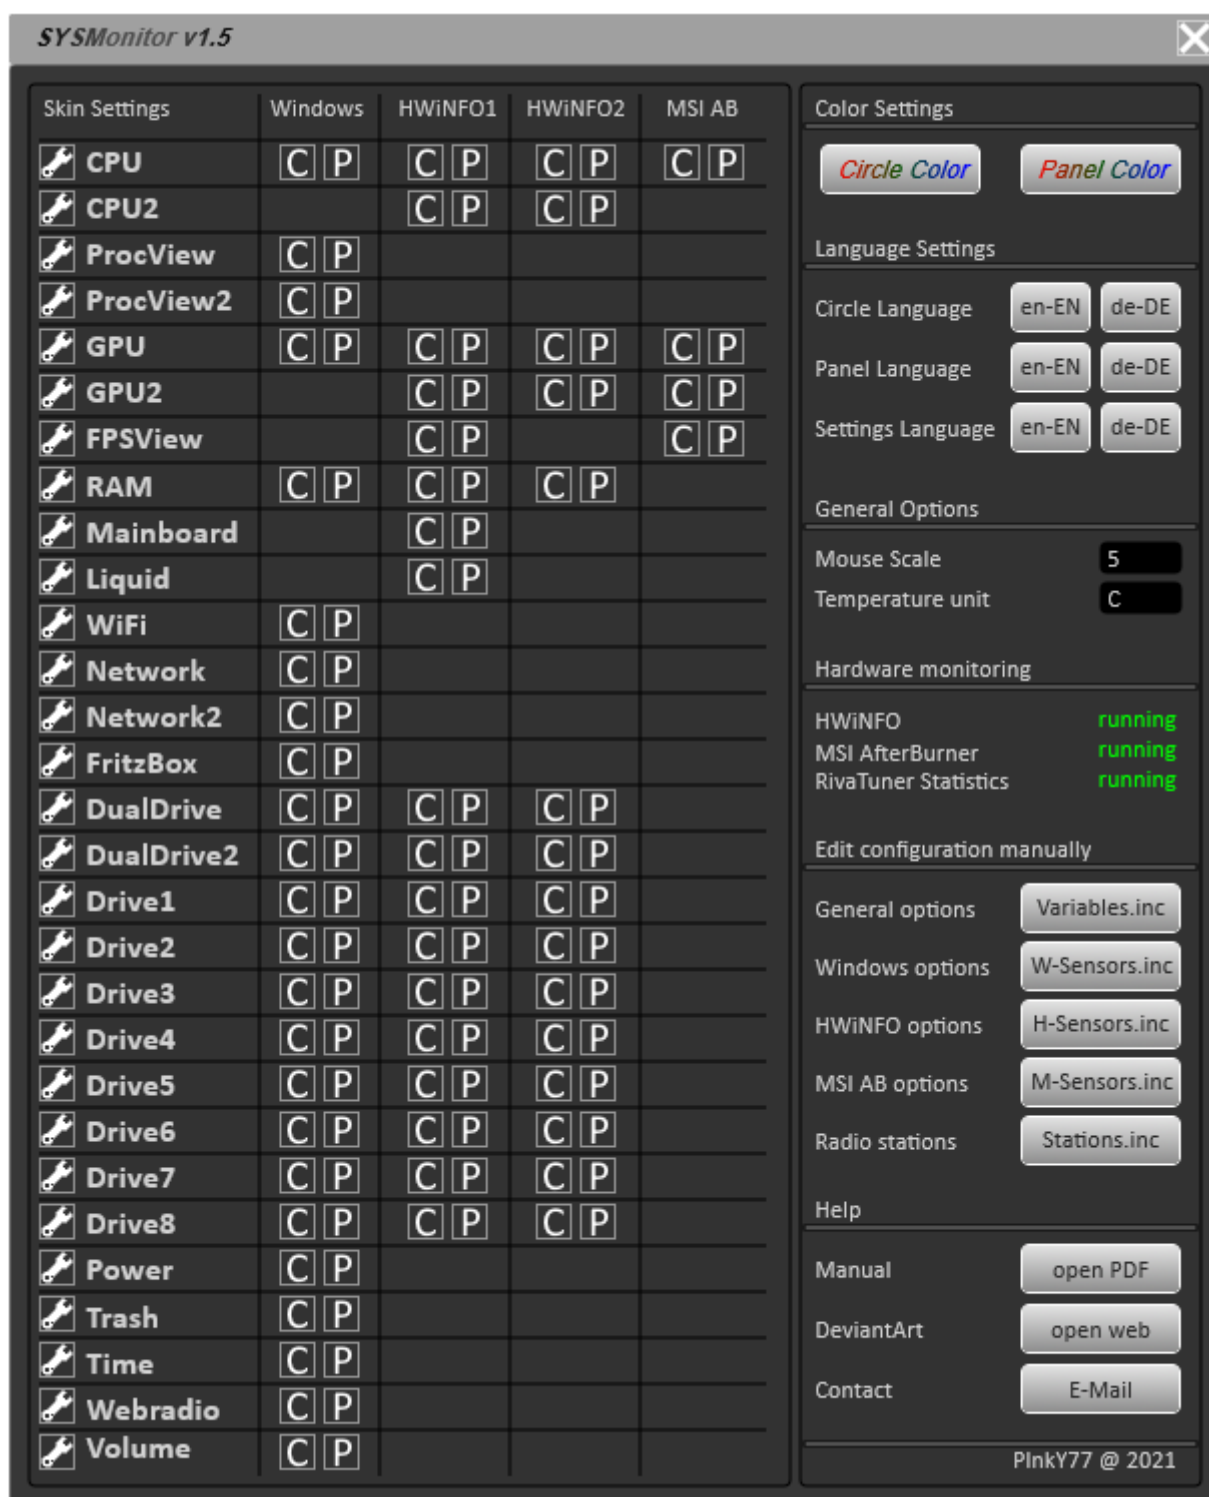 SYSMonitor v1.5
Skin Settings Windows HWiNFO1 HWiNFO2 MSI AB
CPU C P C P C P C P
CPU2 C P C P
ProcView C P
ProcView2 C P
GPU C P C P C P C P
GPU2 C P C P C P
FPSView C P C P
RAM C P C P C P
Mainboard C P
Liquid C P
WiFi C P
Network C P
Network2 C P
FritzBox C P
DualDrive C P C P C P
DualDrive2 C P C P C P
Drive1 C P C P C P
Drive2 C P C P C P
Drive3 C P C P C P
Drive4 C P C P C P
Drive5 C P C P C P
Drive6 C P C P C P
Drive7 C P C P C P
Drive8 C P C P C P
Power C P
Trash C P
Time C P
Webradio C P
Volume C P
Color Settings
Circle Color Panel Color
Language Settings
Circle Language en-EN de-DE
Panel Language en-EN de-DE
Settings Language en-EN de-DE
General Options
Mouse Scale 5
Temperature unit C
Hardware monitoring
HWiNFO running
MSI AfterBurner running
RivaTuner Statistics running
Edit configuration manually
General options Variables.inc
Windows options W-Sensors.inc
HWiNFO options H-Sensors.inc
MSI AB options M-Sensors.inc
Radio stations Stations.inc
Help
Manual open PDF
DeviantArt open web
Contact E-Mail
PInkY77 @ 2021